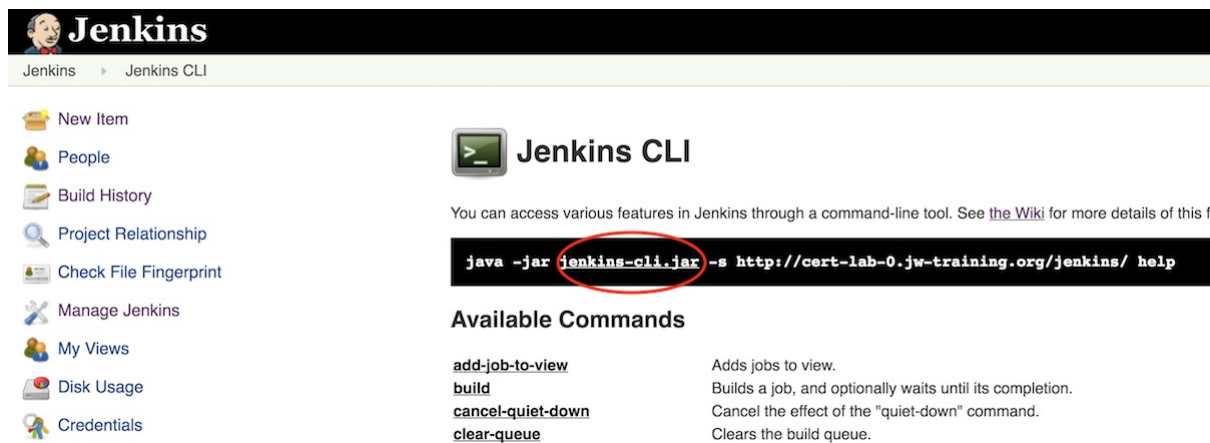 Jenkins
Jenkins Jenkins CLI
New Item
People
Build History
Project Relationship
Check File Fingerprint
Manage Jenkins
My Views
Disk Usage
Credentials
>_ Jenkins CLI
You can access various features in Jenkins through a command-line tool. See the Wiki for more details of this f
java -jar jenkins-cli.jar -s http://cert-lab-0.jw-training.org/jenkins/ help
Available Commands
add-job-to-view Adds jobs to view.
build Builds a job, and optionally waits until its completion.
cancel-quiet-down Cancel the effect of the "quiet-down" command.
clear-queue Clears the build queue.